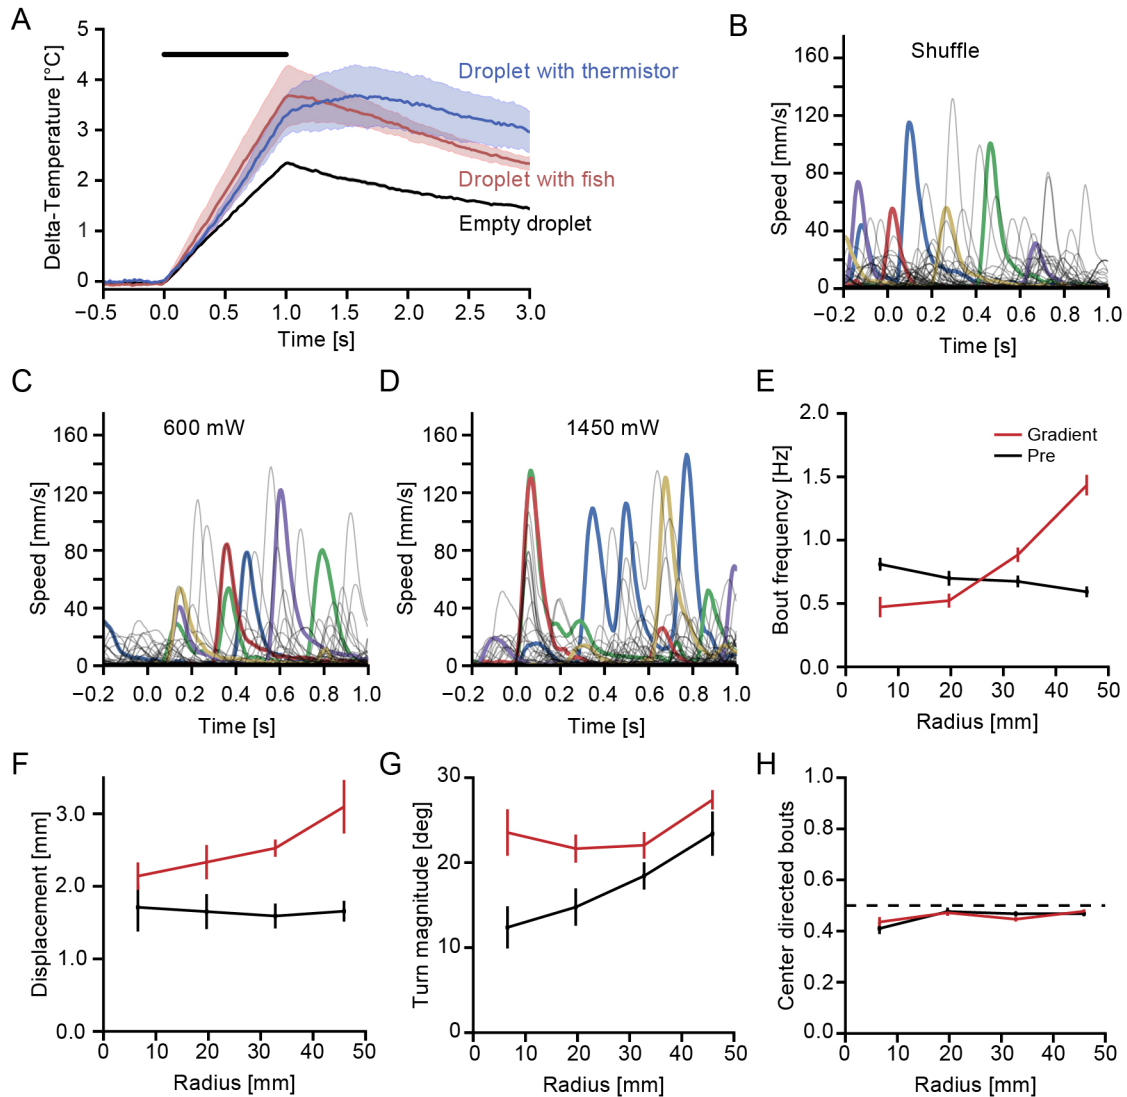 A
Delta-Temperature [°C]
5
4
3
2
1
0
−0.5 0.0 0.5 1.0 1.5 2.0 2.5 3.0
Time [s]
Droplet with thermistor
Droplet with fish
Empty droplet
B
Shuffle
Speed [mm/s]
160
120
80
40
0
−0.2 0.0 0.2 0.4 0.6 0.8 1.0
Time [s]
C
600 mW
Speed [mm/s]
160
120
80
40
0
−0.2 0.0 0.2 0.4 0.6 0.8 1.0
Time [s]
D
1450 mW
Speed [mm/s]
160
120
80
40
0
−0.2 0.0 0.2 0.4 0.6 0.8 1.0
Time [s]
E
Bout frequency [Hz]
2.0
1.5
1.0
0.5
0.0
Gradient
Pre
0 10 20 30 40 50
Radius [mm]
F
Displacement [mm]
3.0
2.0
1.0
0.0
0 10 20 30 40 50
Radius [mm]
G
Turn magnitude [deg]
30
20
10
0
0 10 20 30 40 50
Radius [mm]
H
Center directed bouts
1.0
0.8
0.6
0.4
0.2
0.0
0 10 20 30 40 50
Radius [mm]